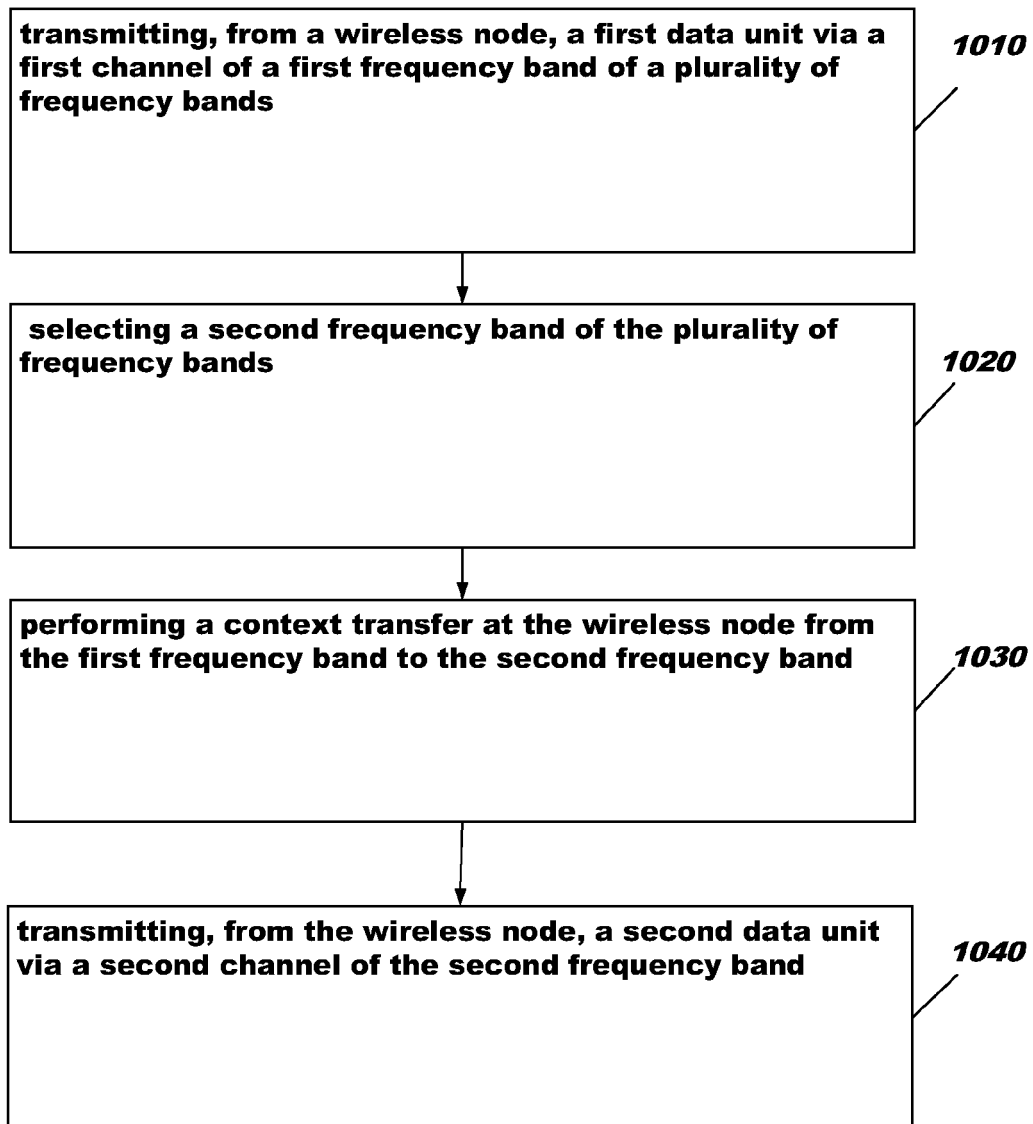 transmitting, from a wireless node, a first data unit via a
first channel of a first frequency band of a plurality of
frequency bands
1010
selecting a second frequency band of the plurality of
frequency bands
1020
performing a context transfer at the wireless node from
the first frequency band to the second frequency band
1030
transmitting, from the wireless node, a second data unit
via a second channel of the second frequency band
1040